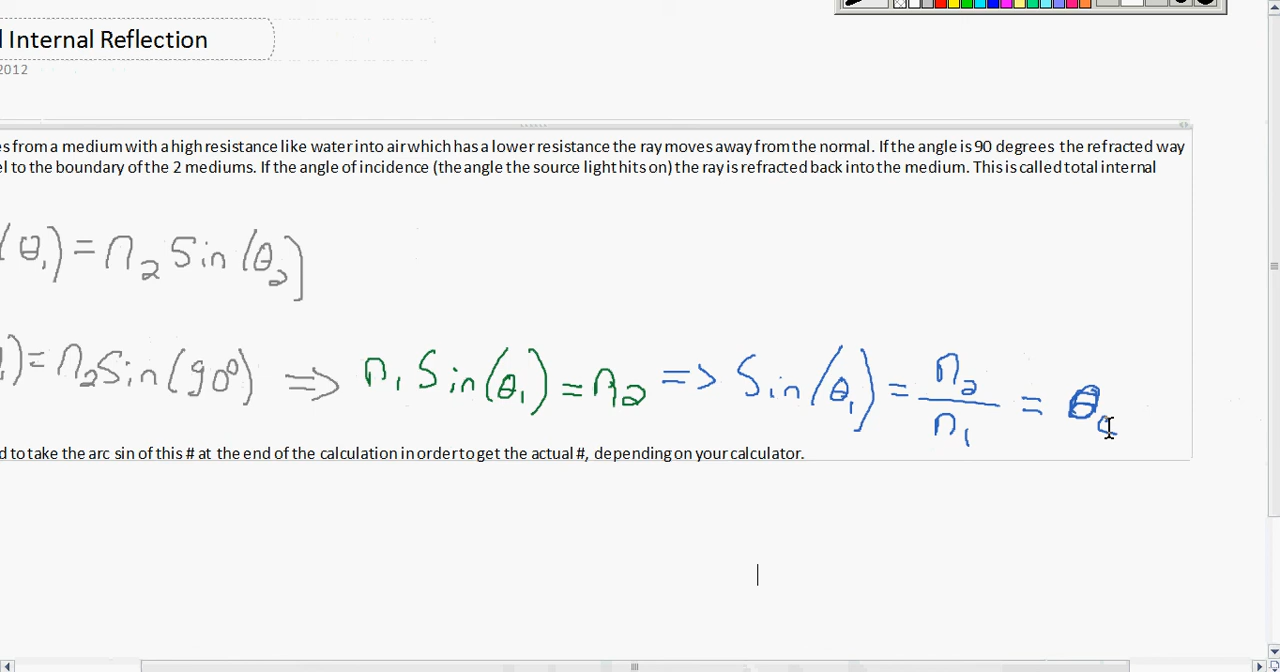 l Internal Reflection
2012
es from a medium with a high resistance like water into air which has a lower resistance the ray moves away from the normal. If the angle is 90 degrees the refracted way
el to the boundary of the 2 mediums. If the angle of incidence (the angle the source light hits on) the ray is refracted back into the medium. This is called total internal
(θ₁) = n₂ Sin (θ₂)
₁) = n₂ Sin (90°) => n₁ Sin (θ₁) = n₂ => Sin (θ₁) = n₂/n₁ = θc
d to take the arc sin of this # at the end of the calculation in order to get the actual #, depending on your calculator.